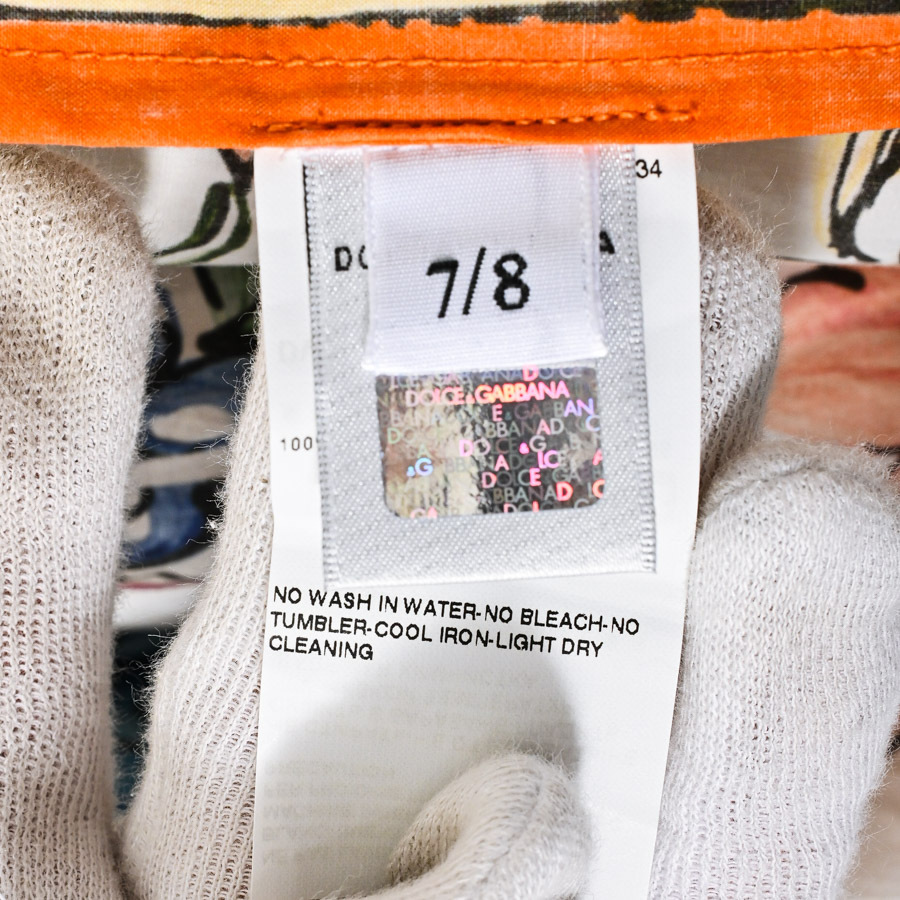 34
7/8
DOLCE & GABBANA
100
NO WASH IN WATER-NO BLEACH-NO
TUMBLER-COOL IRON-LIGHT DRY
CLEANING